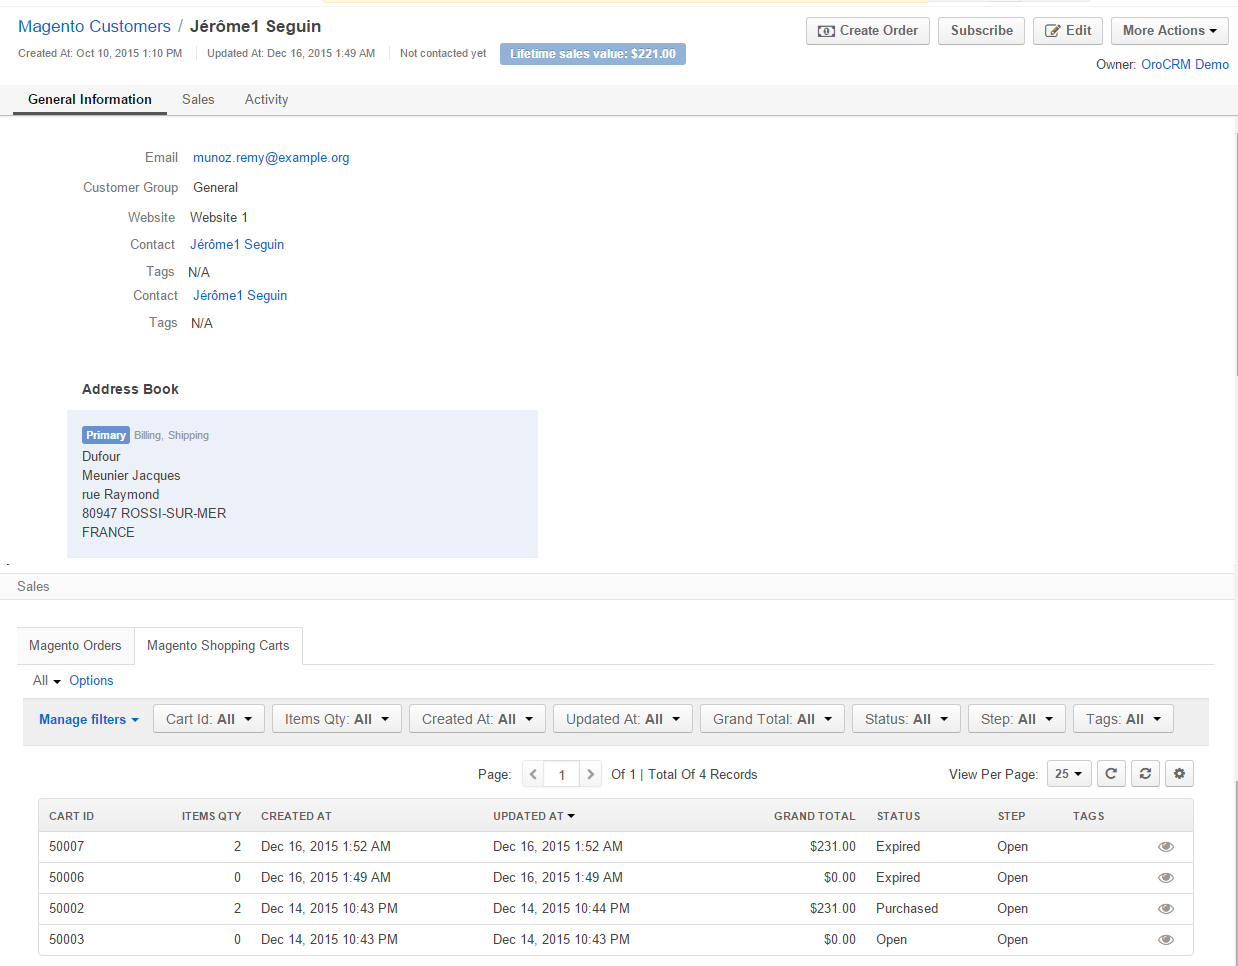 Magento Customers / Jérôme1 Seguin
Create Order Subscribe Edit More Actions
Created At: Oct 10, 2015 1:10 PM Updated At: Dec 16, 2015 1:49 AM Not contacted yet Lifetime sales value: $221.00
Owner: OroCRM Demo
General Information Sales Activity
Email munoz.remy@example.org
Customer Group General
Website Website 1
Contact Jérôme1 Seguin
Tags N/A
Contact Jérôme1 Seguin
Tags N/A
Address Book
Primary Billing, Shipping
Dufour
Meunier Jacques
rue Raymond
80947 ROSSI-SUR-MER
FRANCE
Sales
Magento Orders Magento Shopping Carts
All Options
Manage filters Cart Id: All Items Qty: All Created At: All Updated At: All Grand Total: All Status: All Step: All Tags: All
Page: 1 Of 1 | Total Of 4 Records View Per Page: 25
CART ID ITEMS QTY CREATED AT UPDATED AT GRAND TOTAL STATUS STEP TAGS
50007 2 Dec 16, 2015 1:52 AM Dec 16, 2015 1:52 AM $231.00 Expired Open
50006 0 Dec 16, 2015 1:49 AM Dec 16, 2015 1:49 AM $0.00 Expired Open
50002 2 Dec 14, 2015 10:43 PM Dec 14, 2015 10:44 PM $231.00 Purchased Open
50003 0 Dec 14, 2015 10:43 PM Dec 14, 2015 10:43 PM $0.00 Open Open